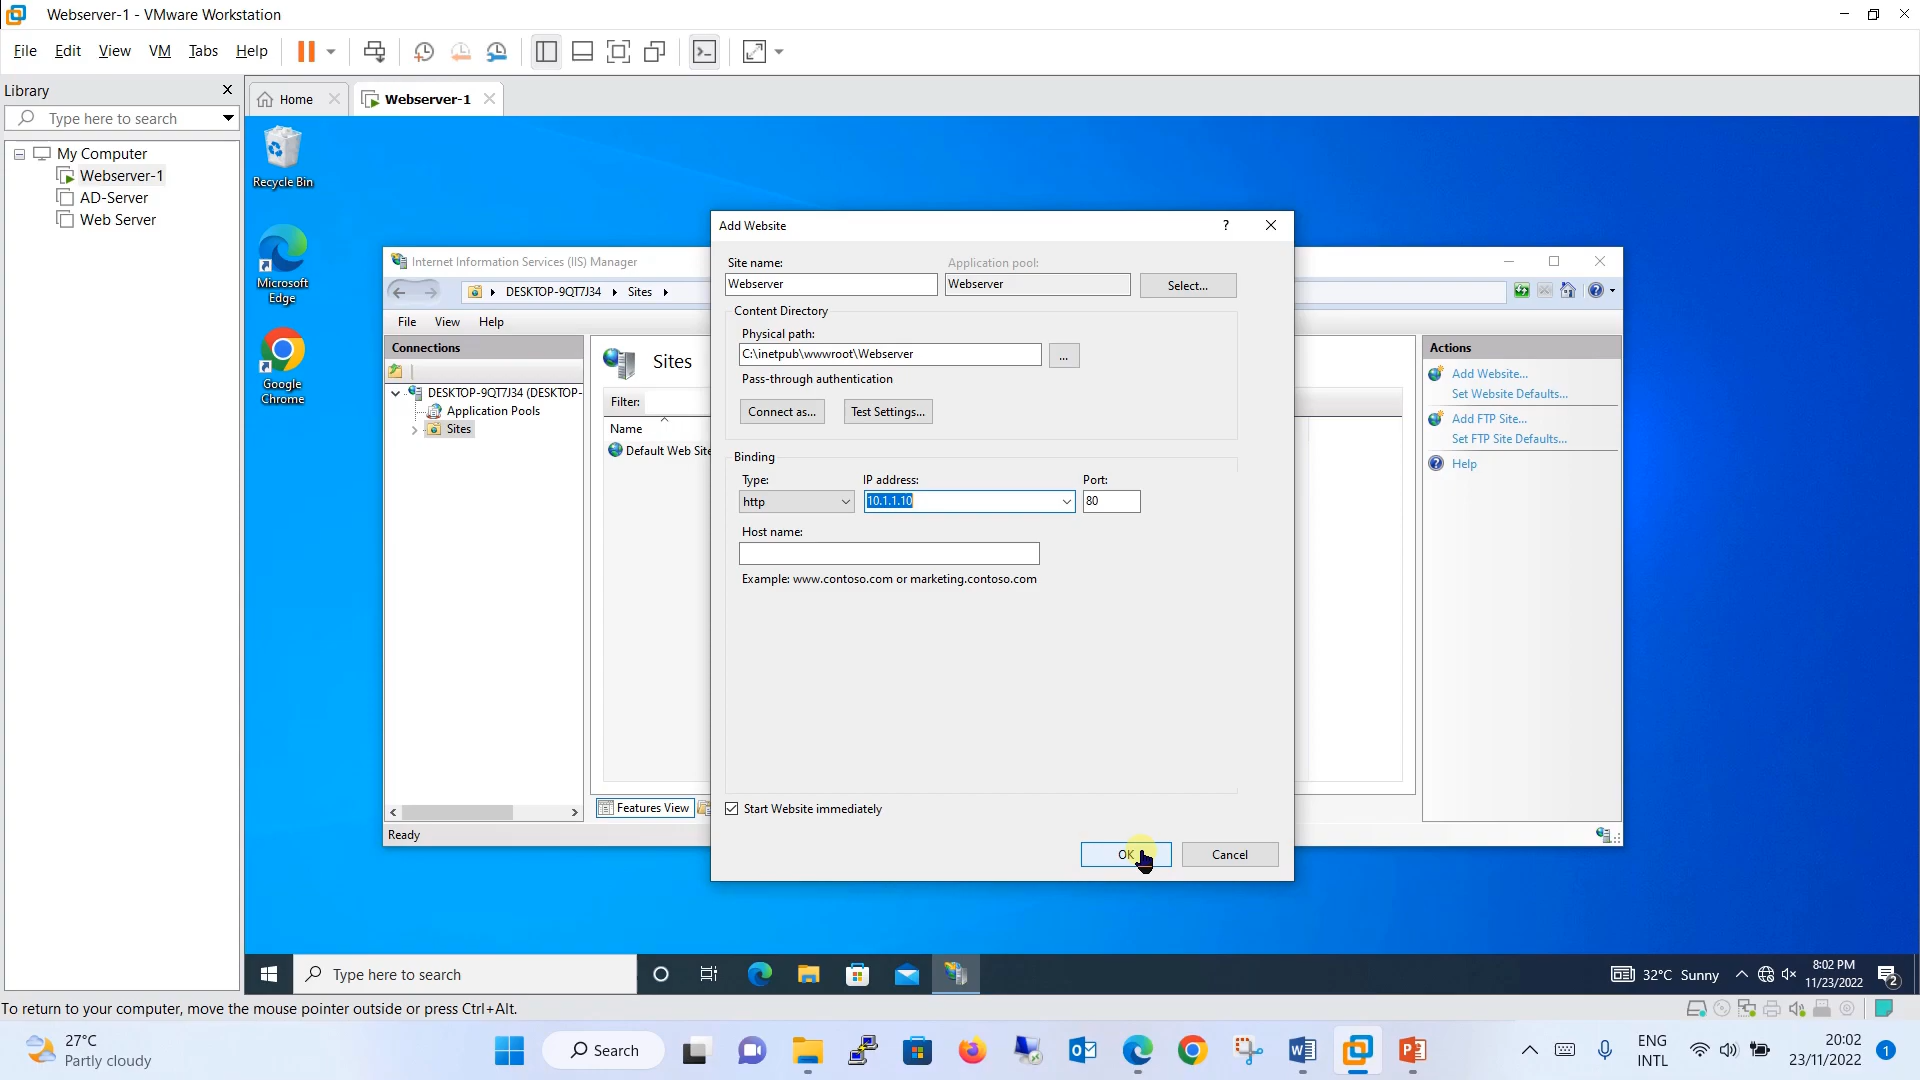 Webserver-1 - VMware Workstation
File Edit View VM Tabs Help
Library
Type here to search
My Computer
Webserver-1
AD-Server
Web Server
Home
Webserver-1
Recycle Bin
Microsoft
Edge
Google
Chrome
Internet Information Services (IIS) Manager
DESKTOP-9QT7J34 Sites
File View Help
Connections
DESKTOP-9QT7J34 (DESKTOP-
Application Pools
Sites
Ready
Sites
Filter:
Name
Default Web Site
Features View
Add Website
?
Site name:
Application pool:
Webserver
Webserver
Select...
Content Directory
Physical path:
C:\inetpub\wwwroot\Webserver
...
Pass-through authentication
Connect as...
Test Settings...
Binding
Type:
IP address:
Port:
http
10.1.1.10
80
Host name:
Example: www.contoso.com or marketing.contoso.com
Start Website immediately
OK
Cancel
Actions
Add Website...
Set Website Defaults...
Add FTP Site...
Set FTP Site Defaults...
Help
Type here to search
32°C Sunny
8:02 PM
11/23/2022
2
To return to your computer, move the mouse pointer outside or press Ctrl+Alt.
27°C
Partly cloudy
Search
ENG
INTL
20:02
23/11/2022
1